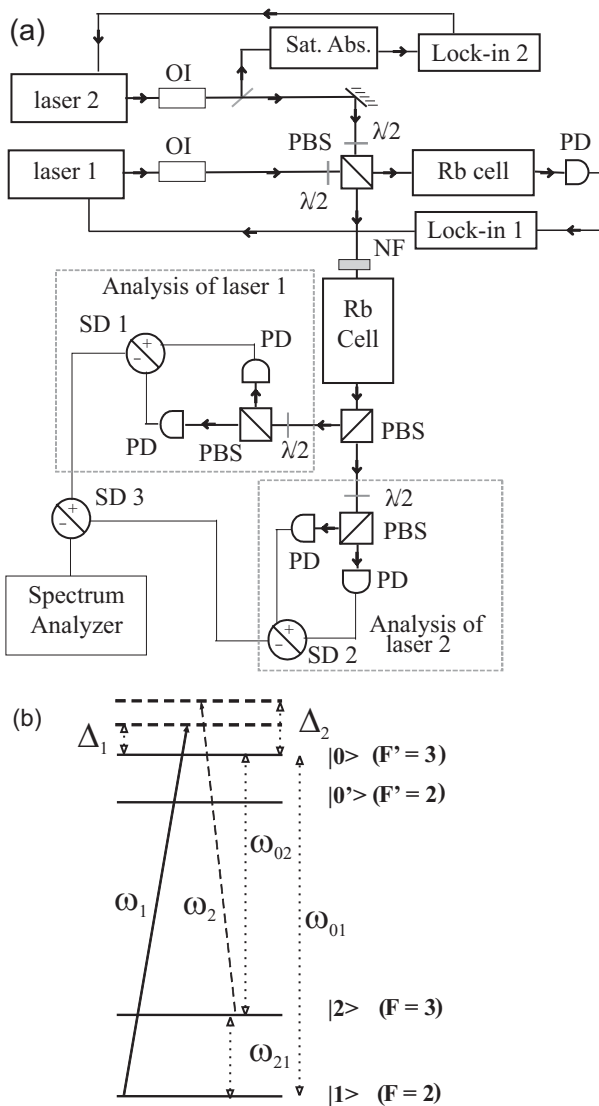 (a)
Sat. Abs.
Lock-in 2
OI
laser 2
λ/2
PBS
PD
OI
laser 1
Rb cell
λ/2
Lock-in 1
NF
Analysis of laser 1
Rb
Cell
SD 1
+
−
PD
PD
PBS
λ/2
PBS
λ/2
SD 3
+
−
PBS
PD
PD
Spectrum
Analyzer
+
−
SD 2
Analysis of
laser 2
(b)
Δ1
Δ2
|0> (F' = 3)
|0'> (F' = 2)
ω02
ω1
ω2
ω01
|2> (F = 3)
ω21
|1> (F = 2)